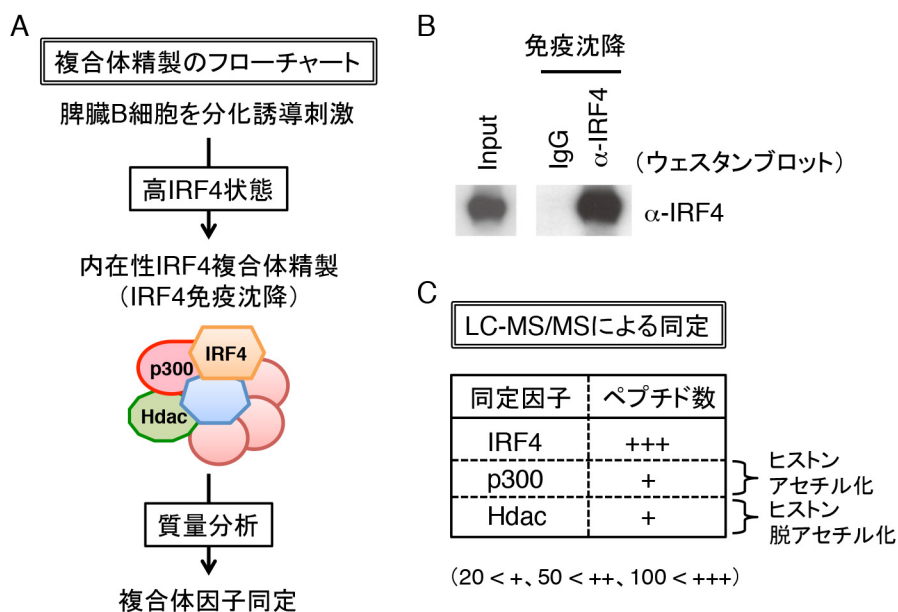 A
複合体精製のフローチャート
脾臓B細胞を分化誘導刺激
高IRF4状態
内在性IRF4複合体精製
（IRF4免疫沈降）
IRF4
p300
Hdac
質量分析
複合体因子同定
B
免疫沈降
Input
IgG
α-IRF4
（ウェスタンブロット）
α-IRF4
C
LC-MS/MSによる同定
同定因子 ペプチド数
IRF4 +++
p300 +
Hdac +
ヒストン
アセチル化
ヒストン
脱アセチル化
（20 < +、50 < ++、100 < +++）